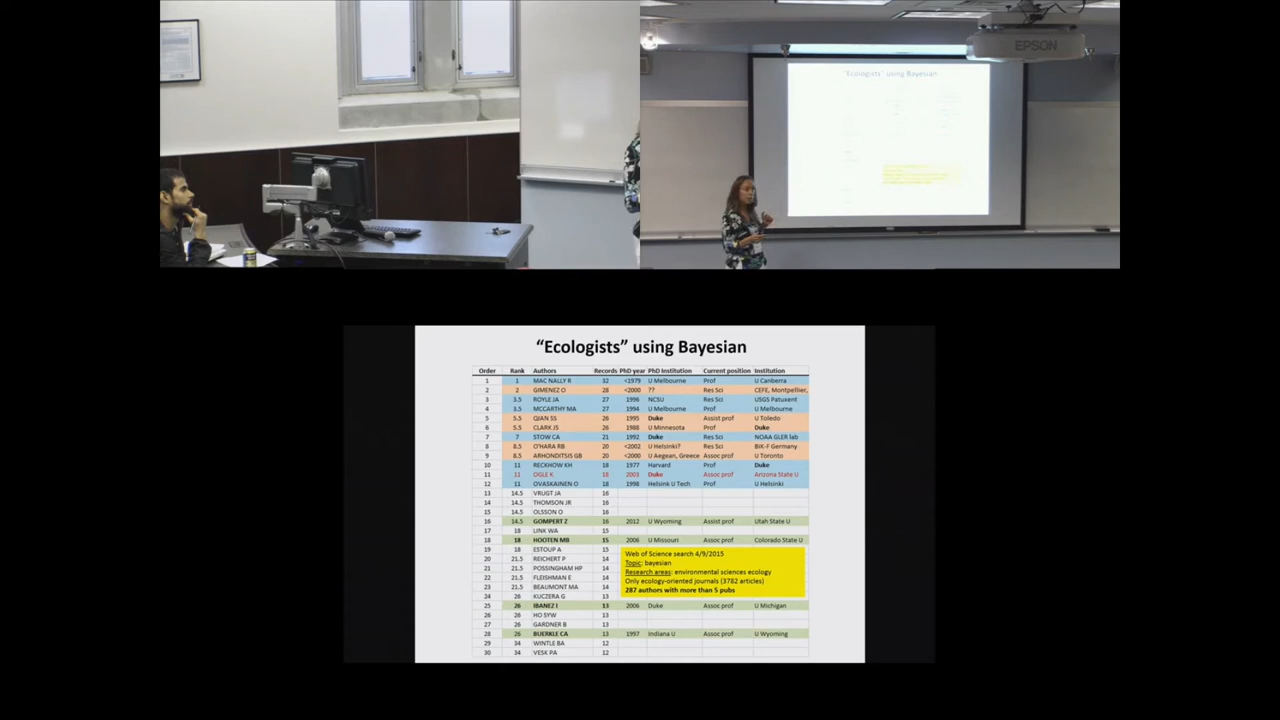 EPSON
"Ecologists" using Bayesian
“Ecologists” using Bayesian
Order Rank Authors Records PhD year PhD Institution Current position Institution
1 1 MAC NALLY R 32 <1979 U Melbourne Prof U Canberra
2 2 GIMENEZ O 28 <2000 ?? Res Sci CEFE, Montpellier,
3 3.5 ROYLE JA 27 1996 NCSU Res Sci USGS Patuxent
4 3.5 MCCARTHY MA 27 1994 U Melbourne Prof U Melbourne
5 5.5 QIAN SS 26 1995 Duke Assist prof U Toledo
6 5.5 CLARK JS 26 1988 U Minnesota Prof Duke
7 7 STOW CA 21 1992 Duke Res Sci NOAA GLER lab
8 8.5 O'HARA RB 20 <2002 U Helsinki? Res Sci BiK-F Germany
9 8.5 ARHONDITSIS GB 20 <2000 U Aegean, Greece Assoc prof U Toronto
10 11 RECKHOW KH 18 1977 Harvard Prof Duke
11 11 OGLE K 18 2003 Duke Assoc prof Arizona State U
12 11 OVASKAINEN O 18 1998 Helsink U Tech Prof U Helsinki
13 14.5 VRUGT JA 16
14 14.5 THOMSON JR 16
15 14.5 OLSSON O 16
16 14.5 GOMPERT Z 16 2012 U Wyoming Assist prof Utah State U
17 18 LINK WA 15
18 18 HOOTEN MB 15 2006 U Missouri Assoc prof Colorado State U
19 18 ESTOUP A 15
20 21.5 REICHERT P 14
21 21.5 POSSINGHAM HP 14
22 21.5 FLEISHMAN E 14
23 21.5 BEAUMONT MA 14
24 26 KUCZERA G 13
25 26 IBANEZ I 13 2006 Duke Assoc prof U Michigan
26 26 HO SYW 13
27 26 GARDNER B 13
28 26 BUERKLE CA 13 1997 Indiana U Assoc prof U Wyoming
29 34 WINTLE BA 12
30 34 VESK PA 12
Web of Science search 4/9/2015
Topic: bayesian
Research areas: environmental sciences ecology
Only ecology-oriented journals (3782 articles)
287 authors with more than 5 pubs